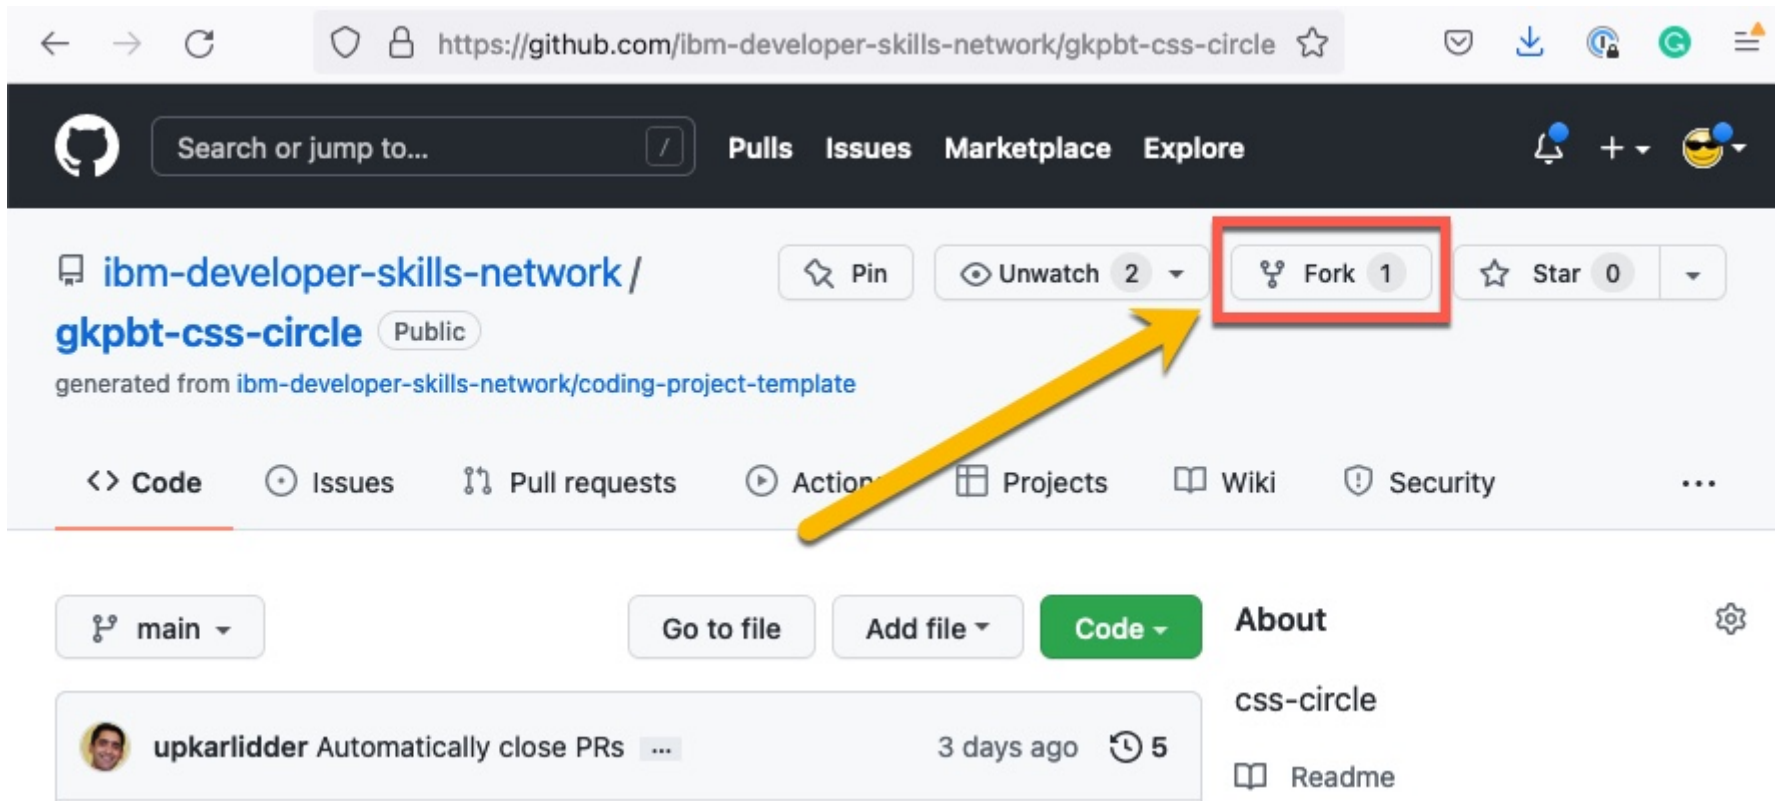 https://github.com/ibm-developer-skills-network/gkpbt-css-circle
Search or jump to... /
Pulls Issues Marketplace Explore
ibm-developer-skills-network /
gkpbt-css-circle Public
Pin Unwatch 2 Fork 1 Star 0
generated from ibm-developer-skills-network/coding-project-template
Code Issues Pull requests Action Projects Wiki Security ...
main Go to file Add file Code
About
css-circle
upkarlidder Automatically close PRs ... 3 days ago 5
Readme